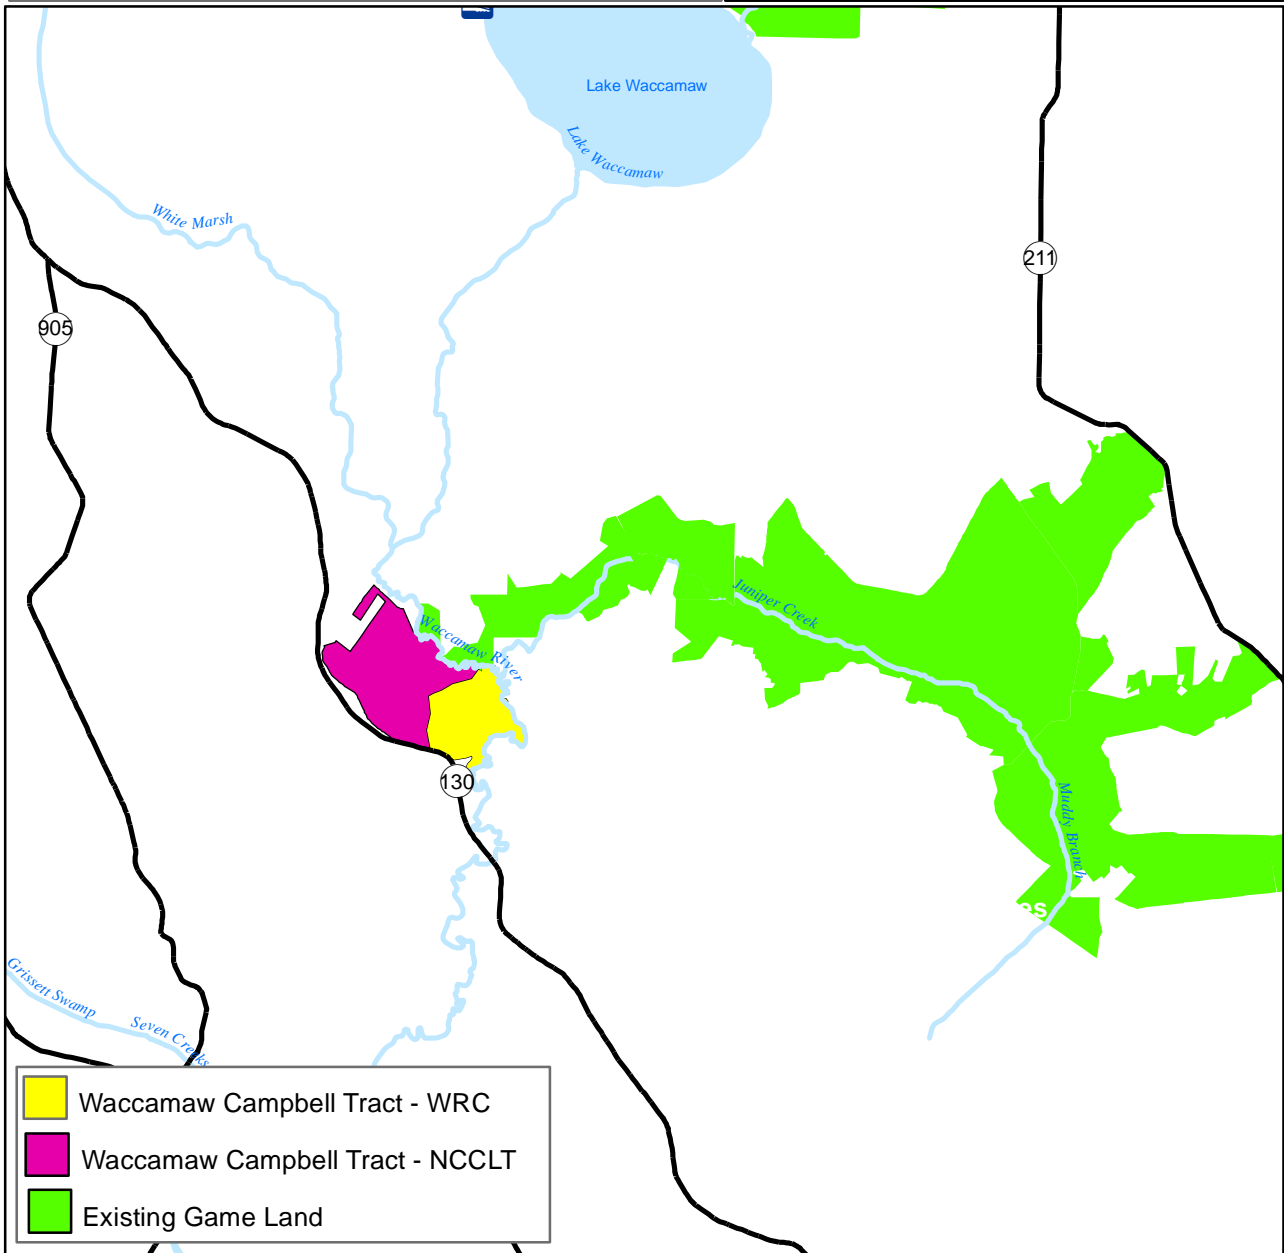 Lake Waccamaw
Lake Waccamaw
White Marsh
211
905
Juniper Creek
Waccamaw River
130
Muddy Branch
es
Grissett Swamp
Seven Creeks
Waccamaw Campbell Tract - WRC
Waccamaw Campbell Tract - NCCLT
Existing Game Land